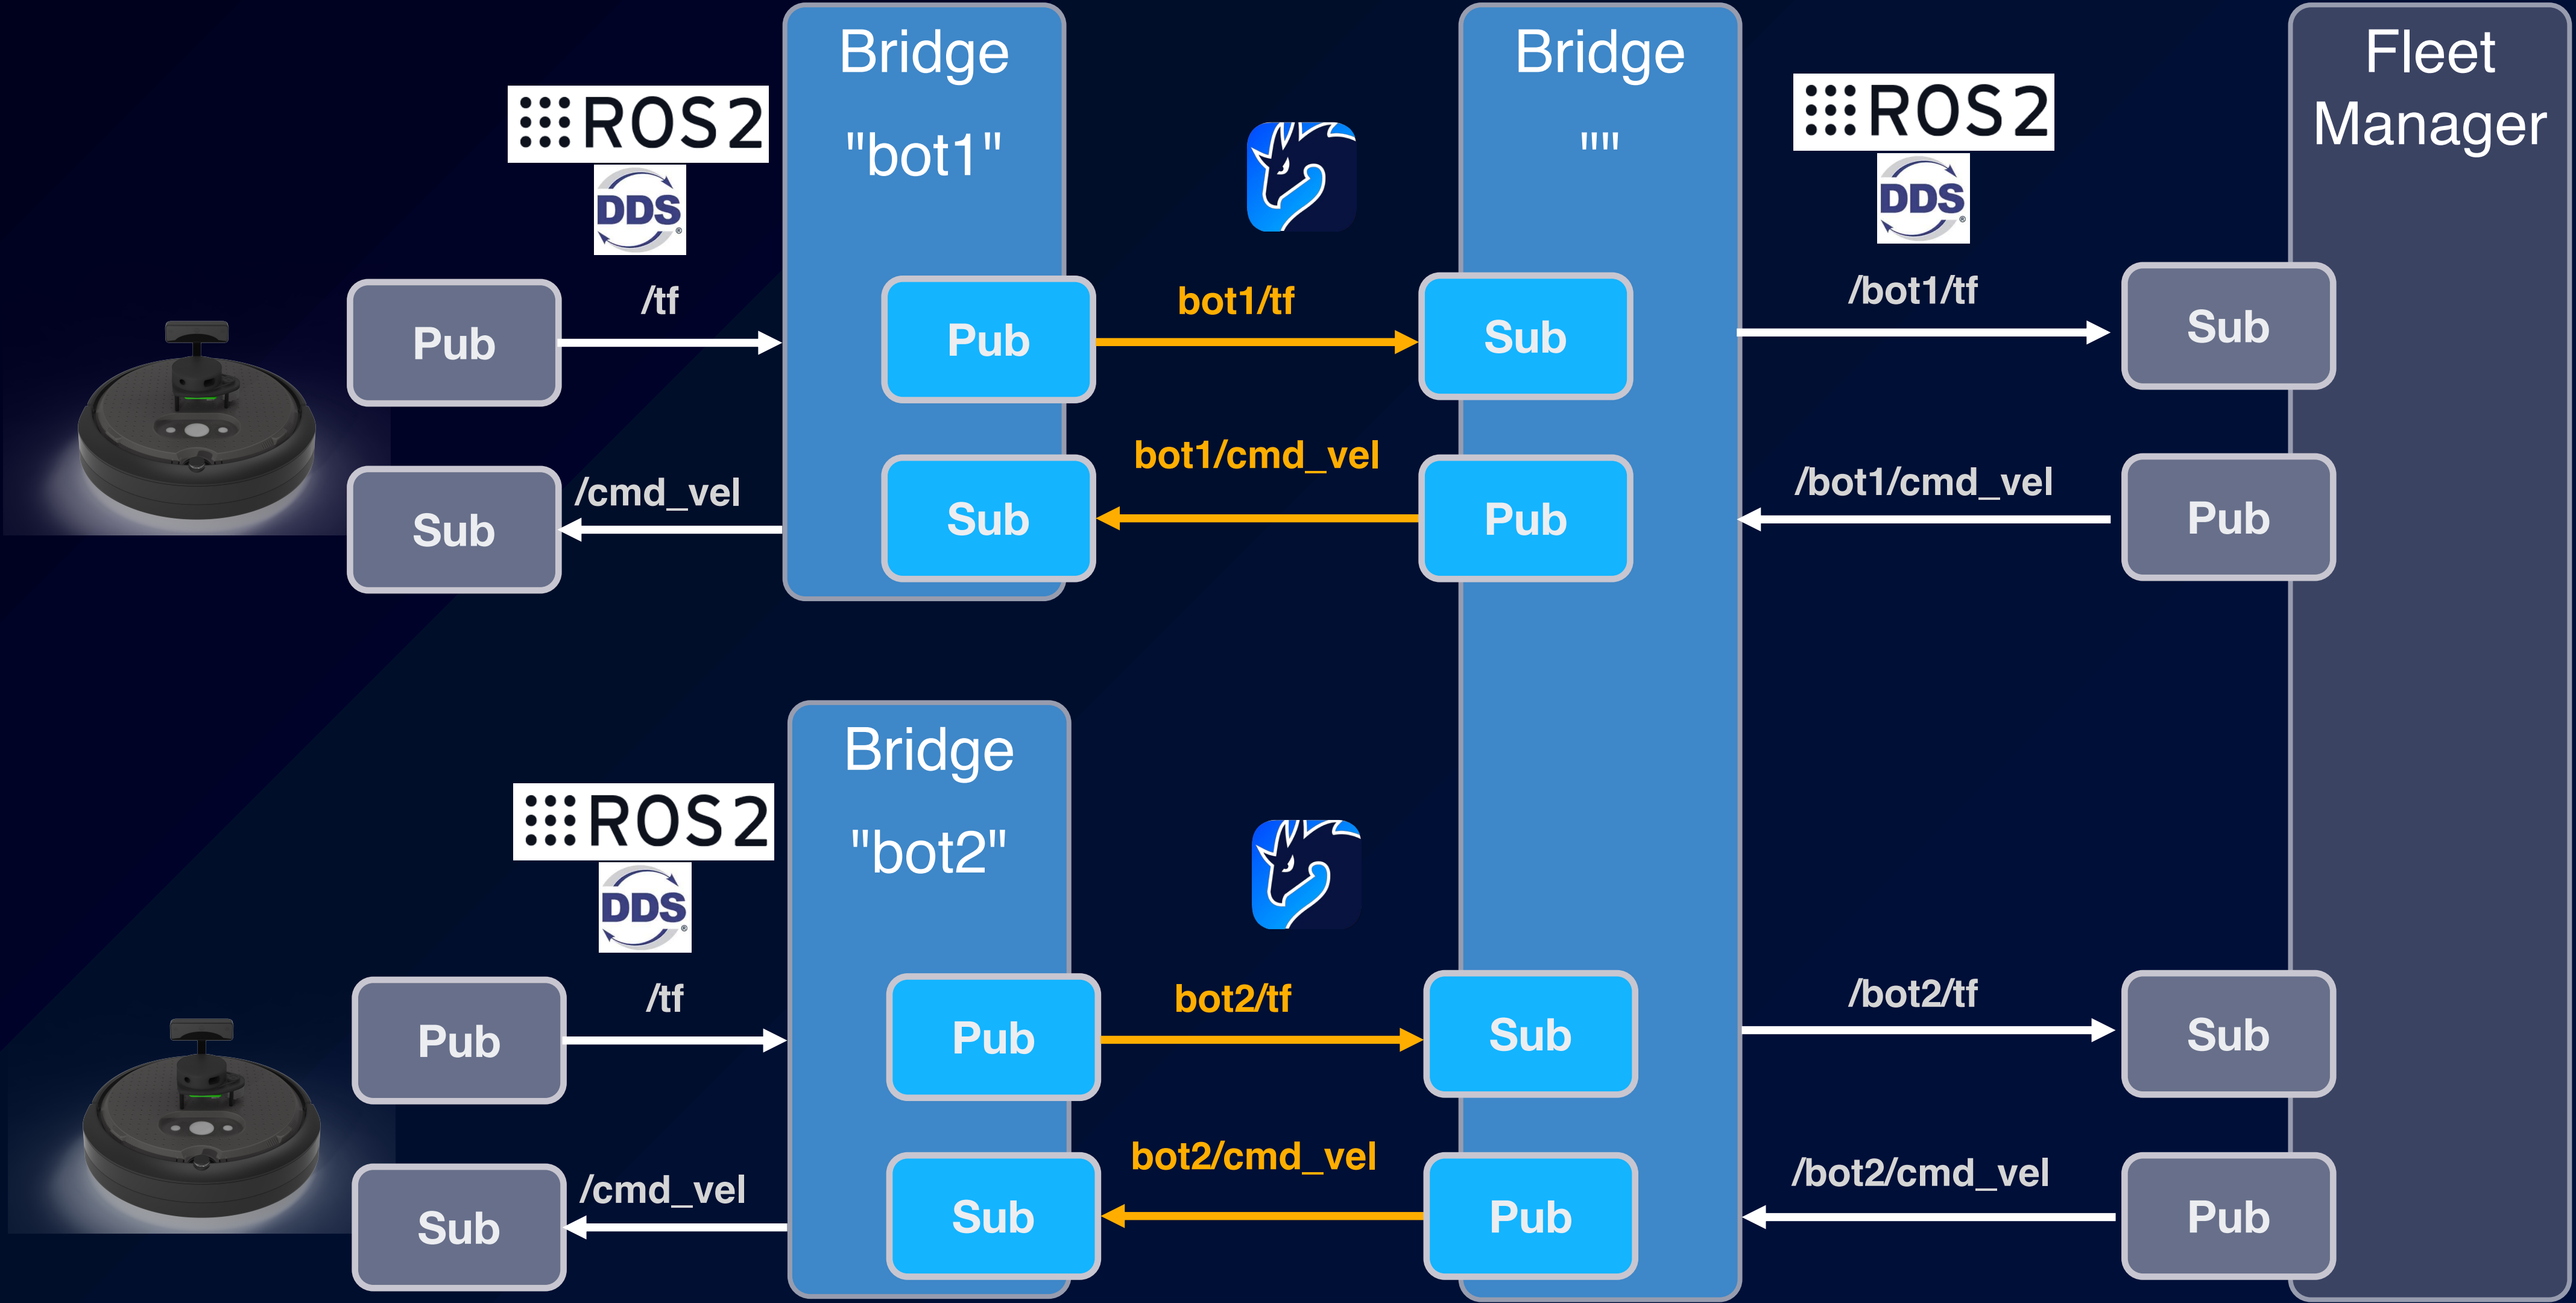 Bridge
"bot1"
Bridge
""
Fleet
Manager
ROS2
DDS
®
ROS2
DDS
®
/tf
bot1/tf
/bot1/tf
Pub
Pub
Sub
Sub
/cmd_vel
bot1/cmd_vel
/bot1/cmd_vel
Sub
Sub
Pub
Pub
Bridge
"bot2"
ROS2
DDS
®
/tf
bot2/tf
/bot2/tf
Pub
Pub
Sub
Sub
/cmd_vel
bot2/cmd_vel
/bot2/cmd_vel
Sub
Sub
Pub
Pub